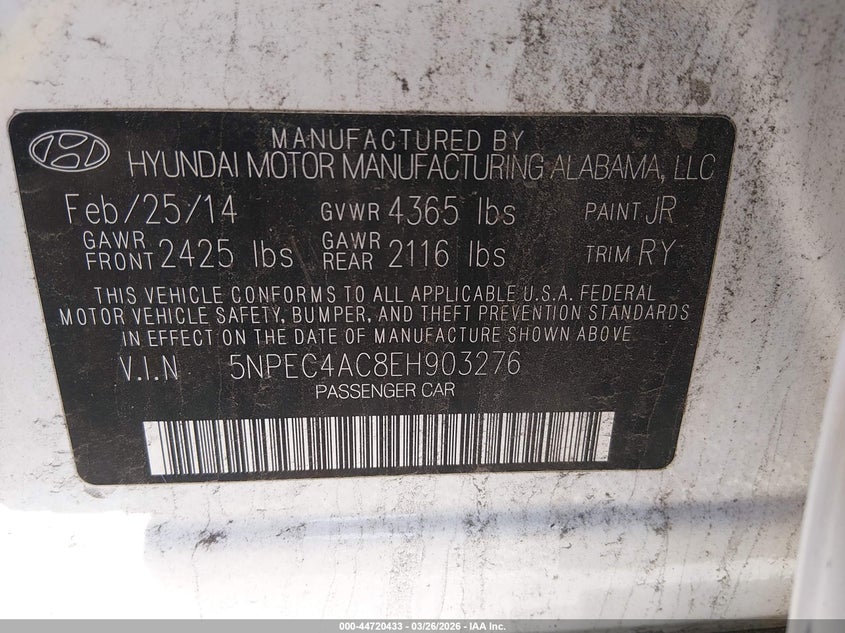 MANUFACTURED BY
HYUNDAI MOTOR MANUFACTURING ALABAMA, LLC
Feb/25/14 GVWR 4365 lbs PAINT JR
GAWR FRONT 2425 lbs GAWR REAR 2116 lbs TRIM RY
THIS VEHICLE CONFORMS TO ALL APPLICABLE U.S.A. FEDERAL
MOTOR VEHICLE SAFETY, BUMPER, AND THEFT PREVENTION STANDARDS
IN EFFECT ON THE DATE OF MANUFACTURE SHOWN ABOVE
V.I.N 5NPEC4AC8EH903276
PASSENGER CAR
000-44720433 - 03/26/2026 - IAA Inc.